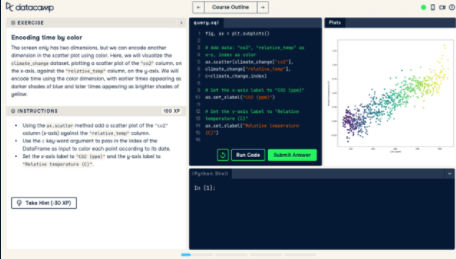 datacamp
Course Outline
EXERCISE
Encoding time by color
The screen only has two dimensions, but we can encode another
dimension in the scatter plot using color. Here, we will visualize the
climate_change dataset, plotting a scatter plot of the "co2" column,
on the x-axis, against the "relative_temp" column, on the y-axis. We will
encode time using the color dimension, with earlier times appearing as
darker shades of blue and later times appearing as brighter shades of
yellow.
INSTRUCTIONS
100 XP
Using the ax.scatter method add a scatter plot of the "co2"
column (x-axis) against the "relative_temp" column.
Use the c key-word argument to pass in the index of the
DataFrame as input to color each point according to its date.
Set the x-axis label to "CO2 (ppm)" and the y-axis label to
"Relative temperature (C)".
Take Hint (-30 XP)
query.sql
fig, ax = plt.subplots()
# Add data: "co2", "relative_temp" as
x-y, index as color
ax.scatter(climate_change["co2"],
climate_change["relative_temp"],
c=climate_change.index)
# Set the x-axis label to "CO2 (ppm)"
ax.set_xlabel("CO2 (ppm)")
# Set the y-axis label to "Relative
temperature (C)"
ax.set_ylabel("Relative temperature
(C)")
Run Code
Submit Answer
IPython Shell
In [1]:
Plots